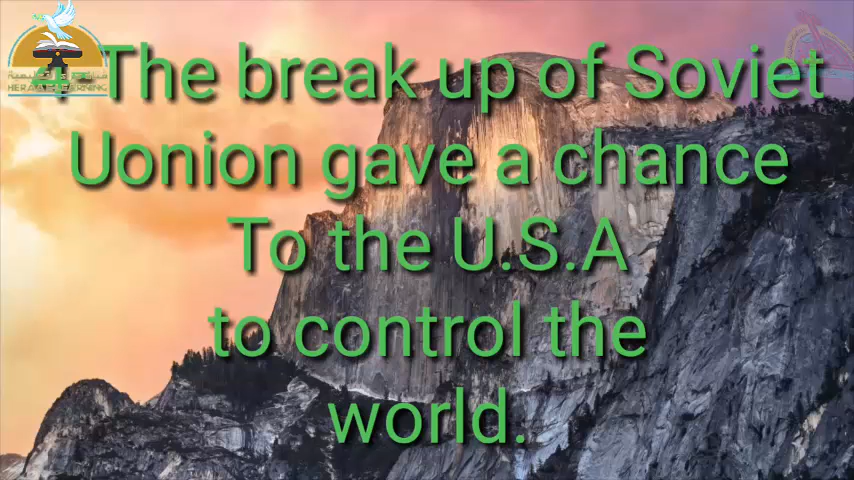 The break up of Soviet
Uonion gave a chance
To the U.S.A
to control the
world.